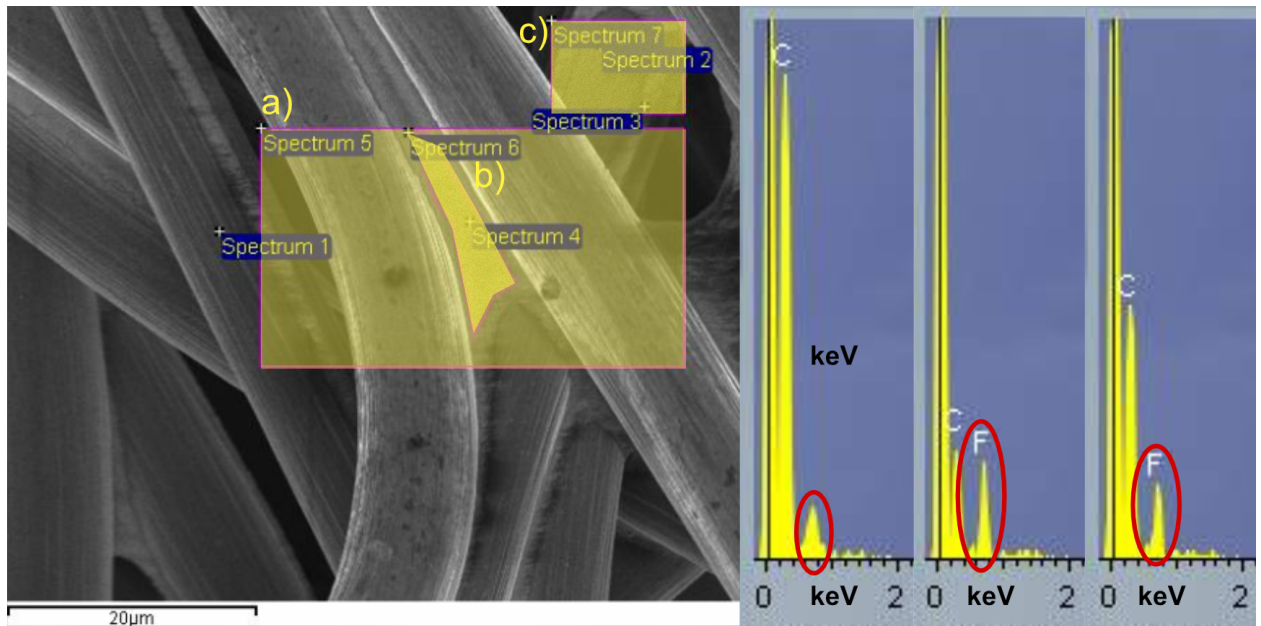 c)
Spectrum 7
Spectrum 2
a)
Spectrum 3
Spectrum 5
Spectrum 6
b)
Spectrum 4
Spectrum 1
20µm
C
keV
0
keV
2
C
F
0
keV
2
C
F
0
keV
2